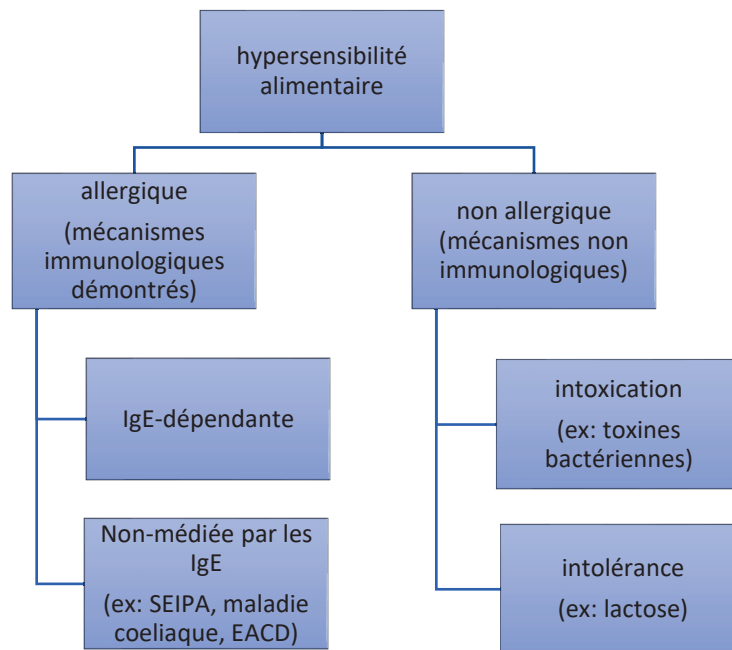 hypersensibilité
alimentaire
allergique
(mécanismes
immunologiques
démontrés)
IgE-dépendante
Non-médiée par les
IgE
(ex: SEIPA, maladie
coeliaque, EACD)
non allergique
(mécanismes non
immunologiques)
intoxication
(ex: toxines
bactériennes)
intolérance
(ex: lactose)